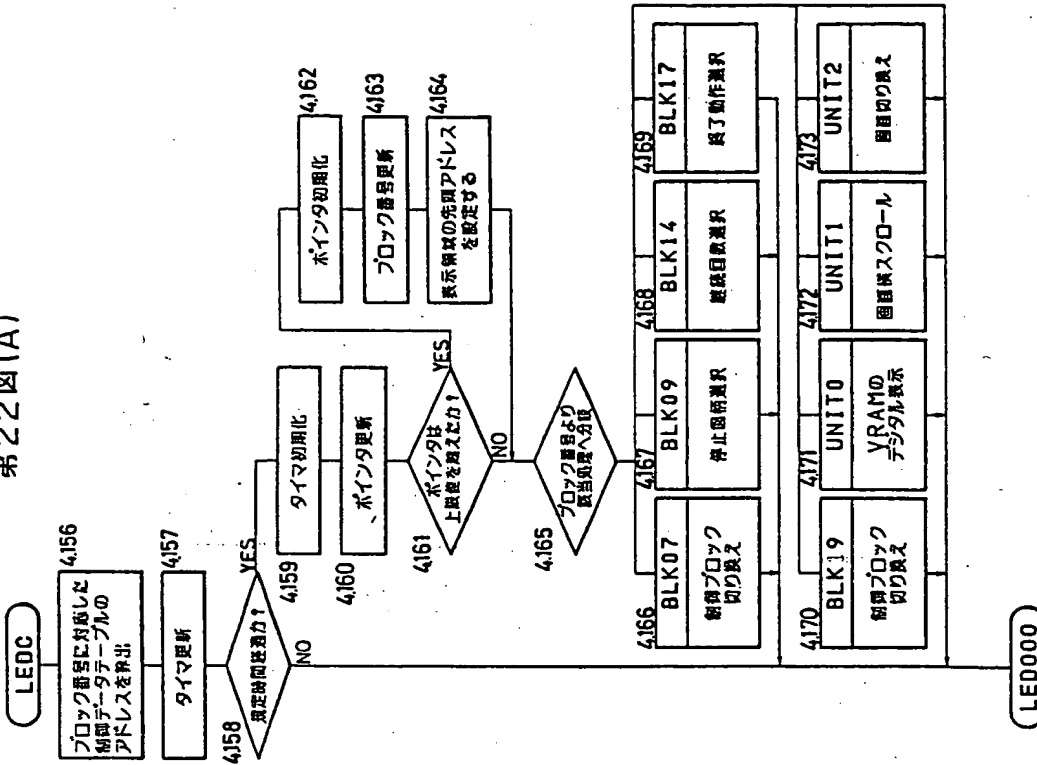 第22図(A)
LEDC
4,156
ブロック番号に対応した
制御データテーブルの
アドレスを算出
4,157
タイマ更新
4,158
規定時間経過か?
YES
NO
4,159
タイマ初期化
4,160
ポインタ更新
4,161
ポインタは
上限値を越えたか?
YES
NO
4,162
ポインタ初期化
4,163
ブロック番号更新
4,164
表示領域の先頭アドレス
を設定する
4,165
ブロック番号より
該当処理へ分岐
4,166
BLK07
制御ブロック
切り換え
4,167
BLK09
停止図柄選択
4,168
BLK14
継続回数選択
4,169
BLK17
終了動作選択
4,170
BLK19
制御ブロック
切り換え
4,171
UNIT0
VRAMの
デジタル表示
4,172
UNIT1
画面横スクロール
4,173
UNIT2
画面切り換え
LED000